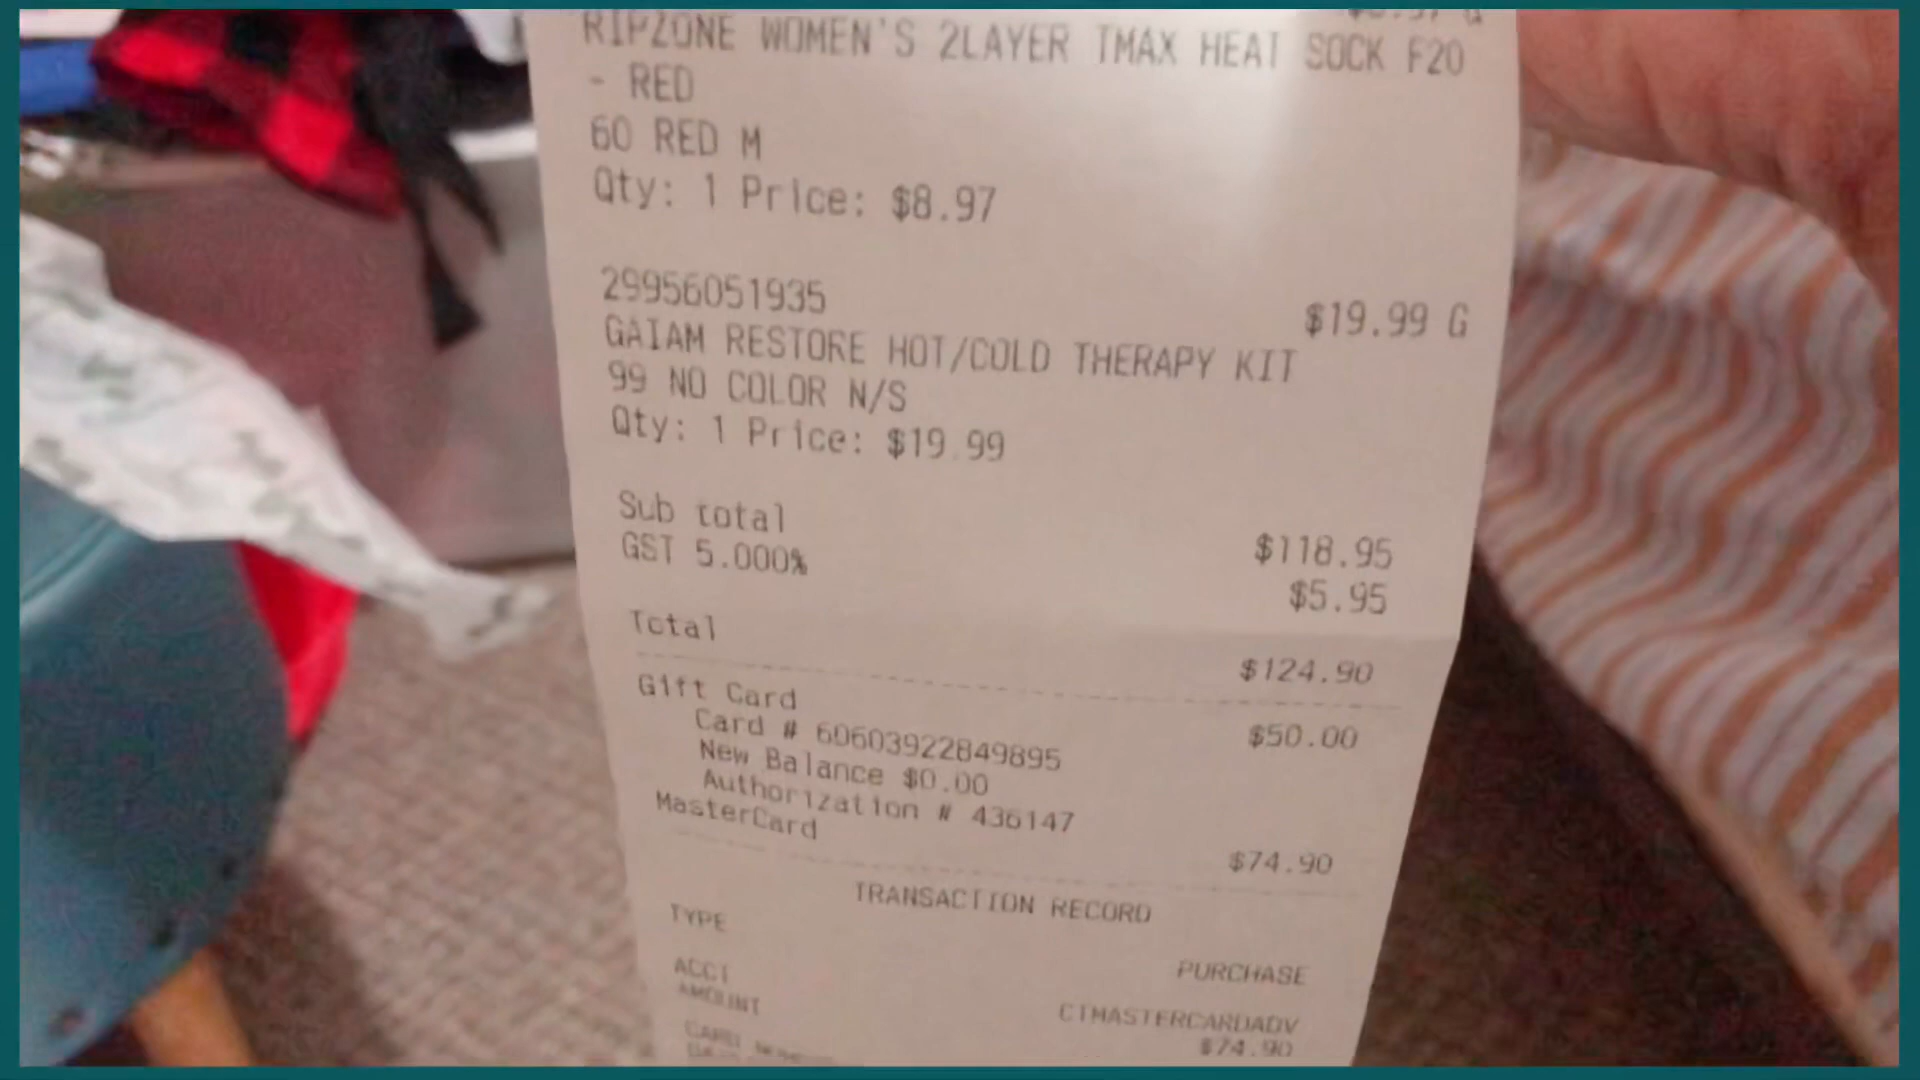 RIPZONE WOMEN'S 2LAYER TMAX HEAT SOCK F20
- RED
60 RED M
Qty: 1 Price: $8.97
29956051935 $19.99 G
GAIAM RESTORE HOT/COLD THERAPY KIT
99 NO COLOR N/S
Qty: 1 Price: $19.99
Sub total $118.95
GST 5.000% $5.95
Total $124.90
Gift Card $50.00
Card # 60603922849895
New Balance $0.00
Authorization # 436147
MasterCard $74.90
TRANSACTION RECORD
TYPE PURCHASE
ACCT CTMASTERCARDADV
AMOUNT $74.90